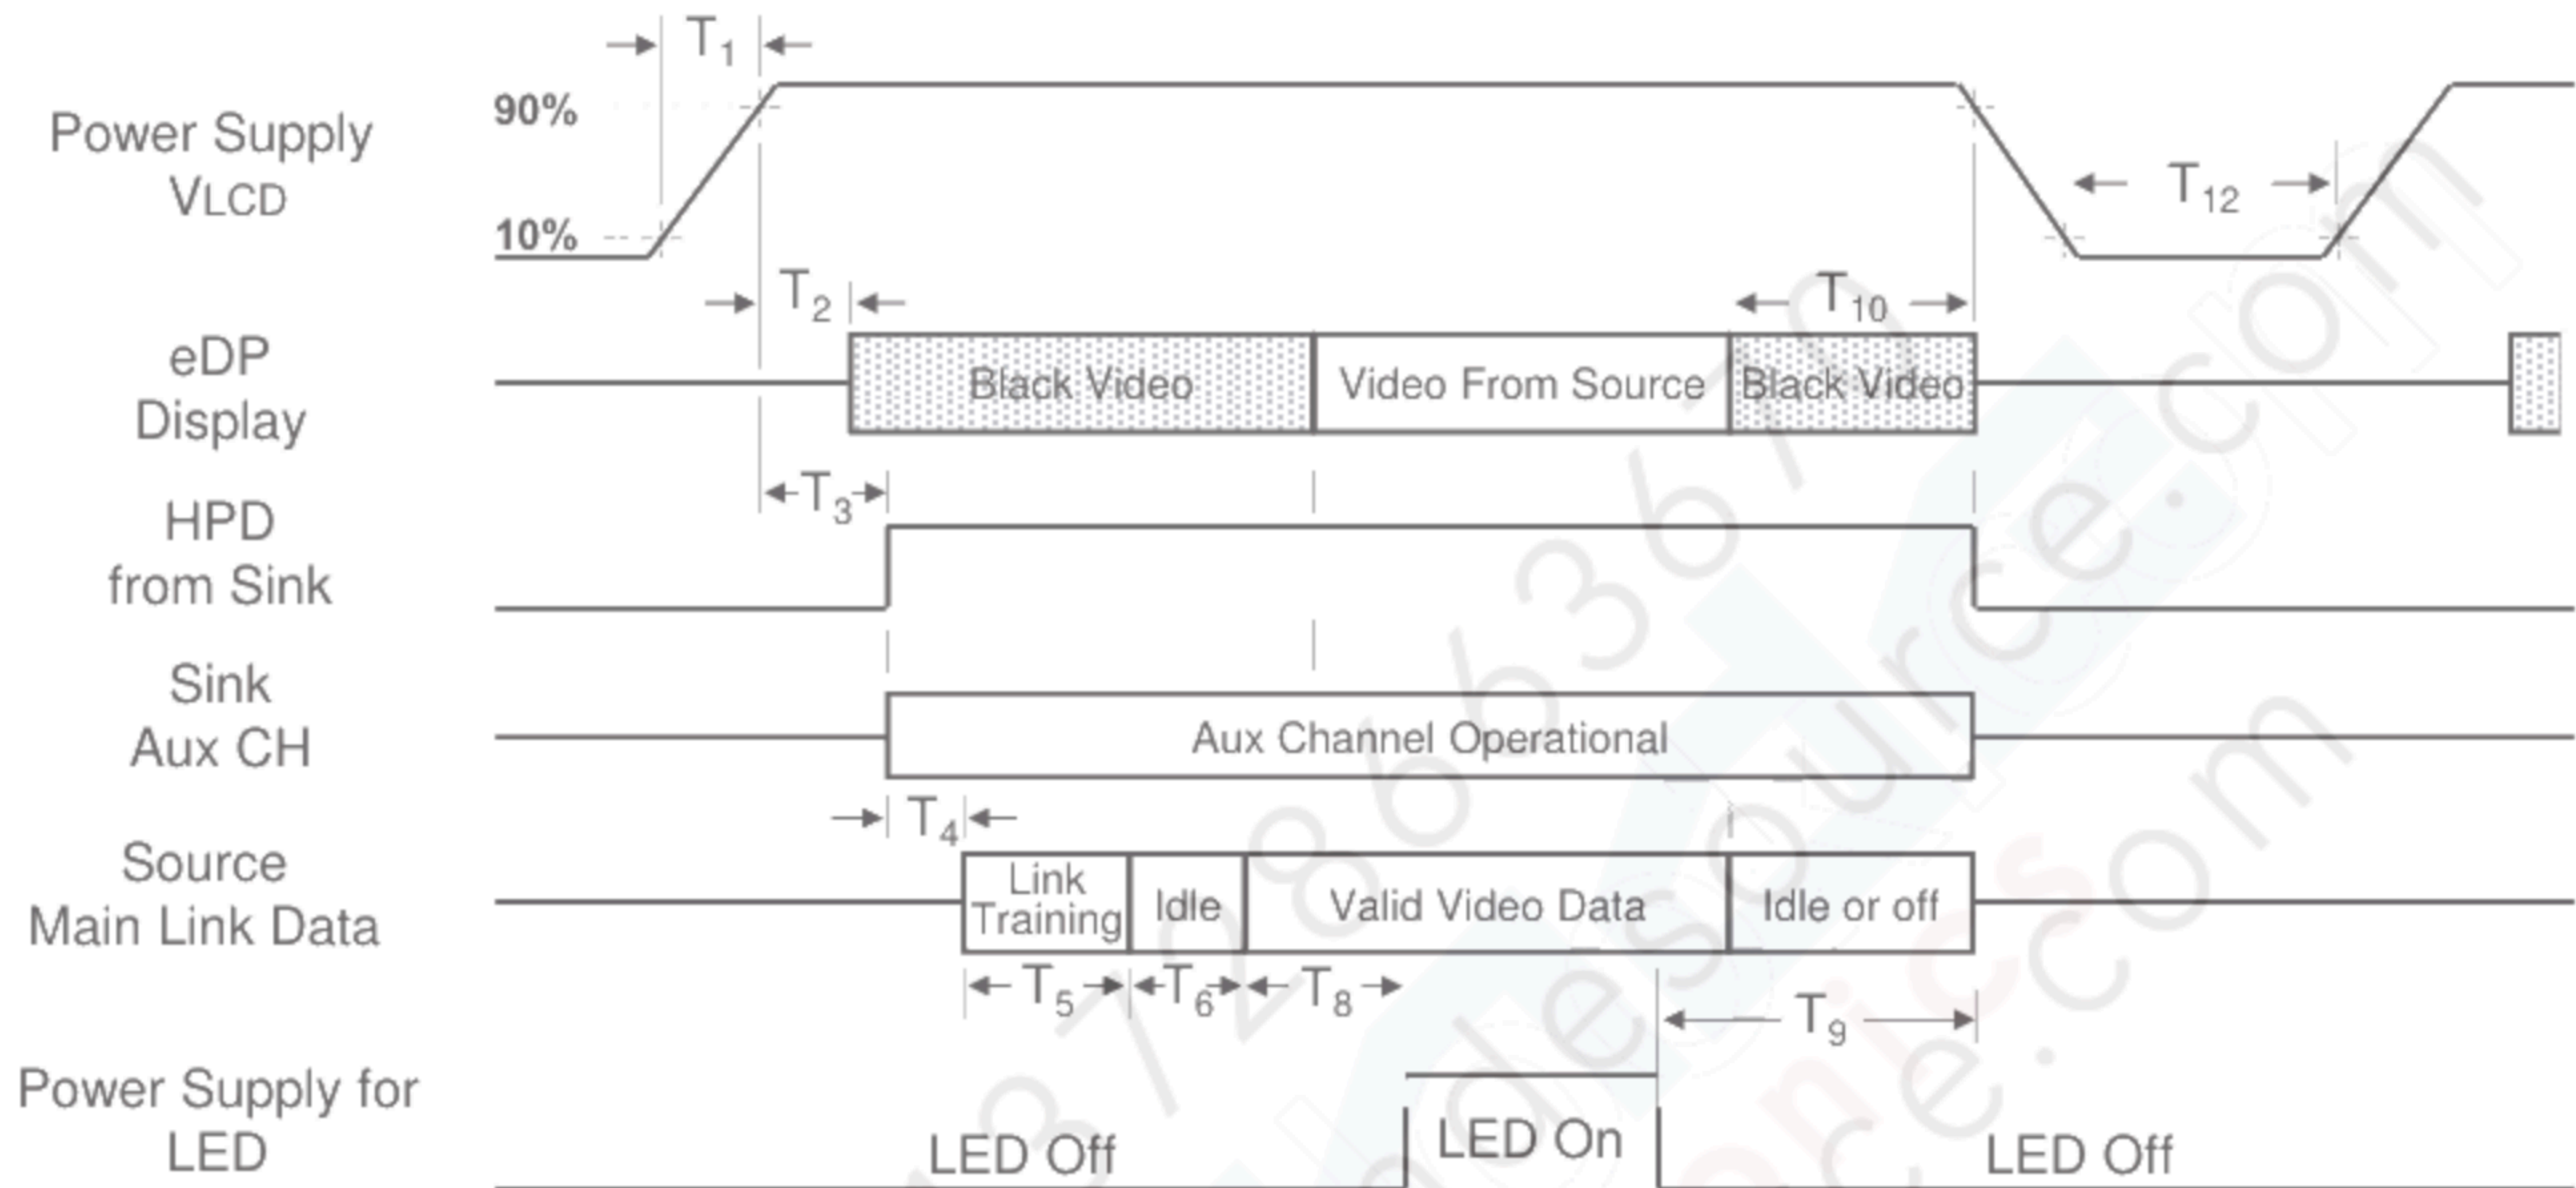 T1
90%
Power Supply
VLCD
10%
T12
T2
T10
eDP
Display
Black Video
Video From Source
Black Video
T3
HPD
from Sink
Sink
Aux CH
Aux Channel Operational
T4
Source
Main Link Data
Link
Training
Idle
Valid Video Data
Idle or off
T5
T6
T8
T9
Power Supply for
LED
LED Off
LED On
LED Off